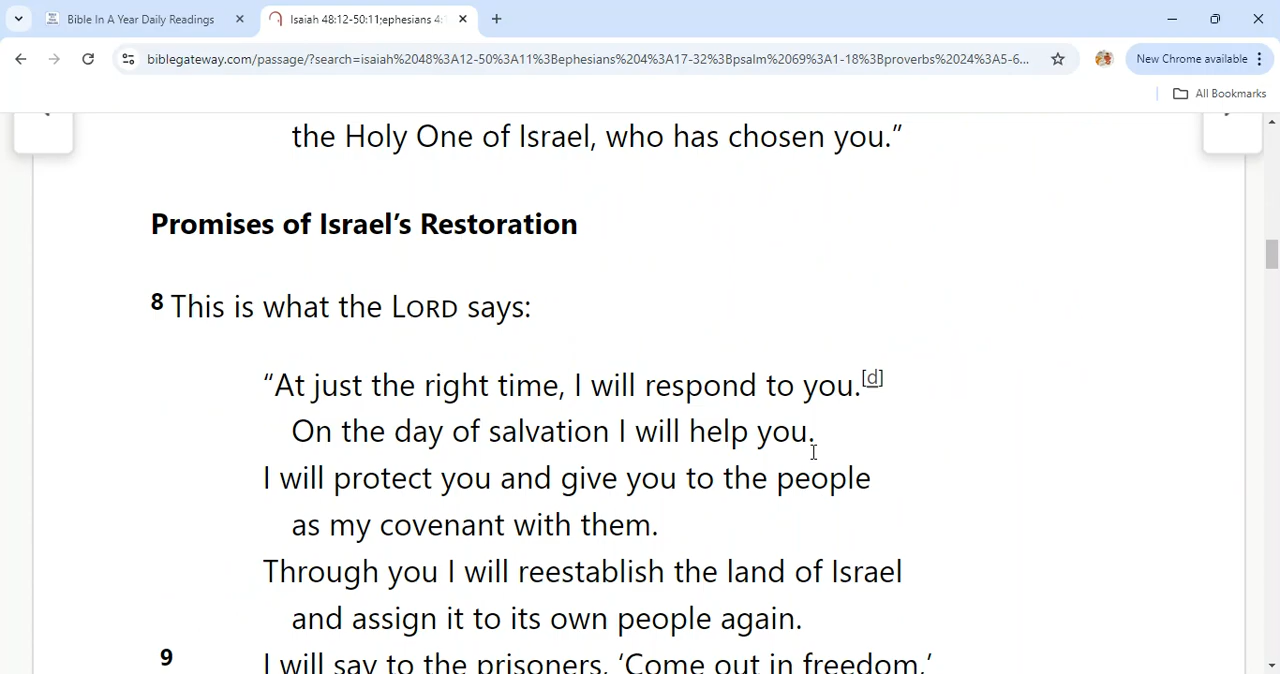 Bible In A Year Daily Readings
Isaiah 48:12-50:11;ephesians 4:
biblegateway.com/passage/?search=isaiah%2048%3A12-50%3A11%3Bephesians%204%3A17-32%3Bpsalm%2069%3A1-18%3Bproverbs%2024%3A5-6...
New Chrome available
All Bookmarks
the Holy One of Israel, who has chosen you.”
Promises of Israel’s Restoration
8 This is what the LORD says:
“At just the right time, I will respond to you.[d]
On the day of salvation I will help you.
I will protect you and give you to the people
as my covenant with them.
Through you I will reestablish the land of Israel
and assign it to its own people again.
9 I will say to the prisoners, ‘Come out in freedom,’